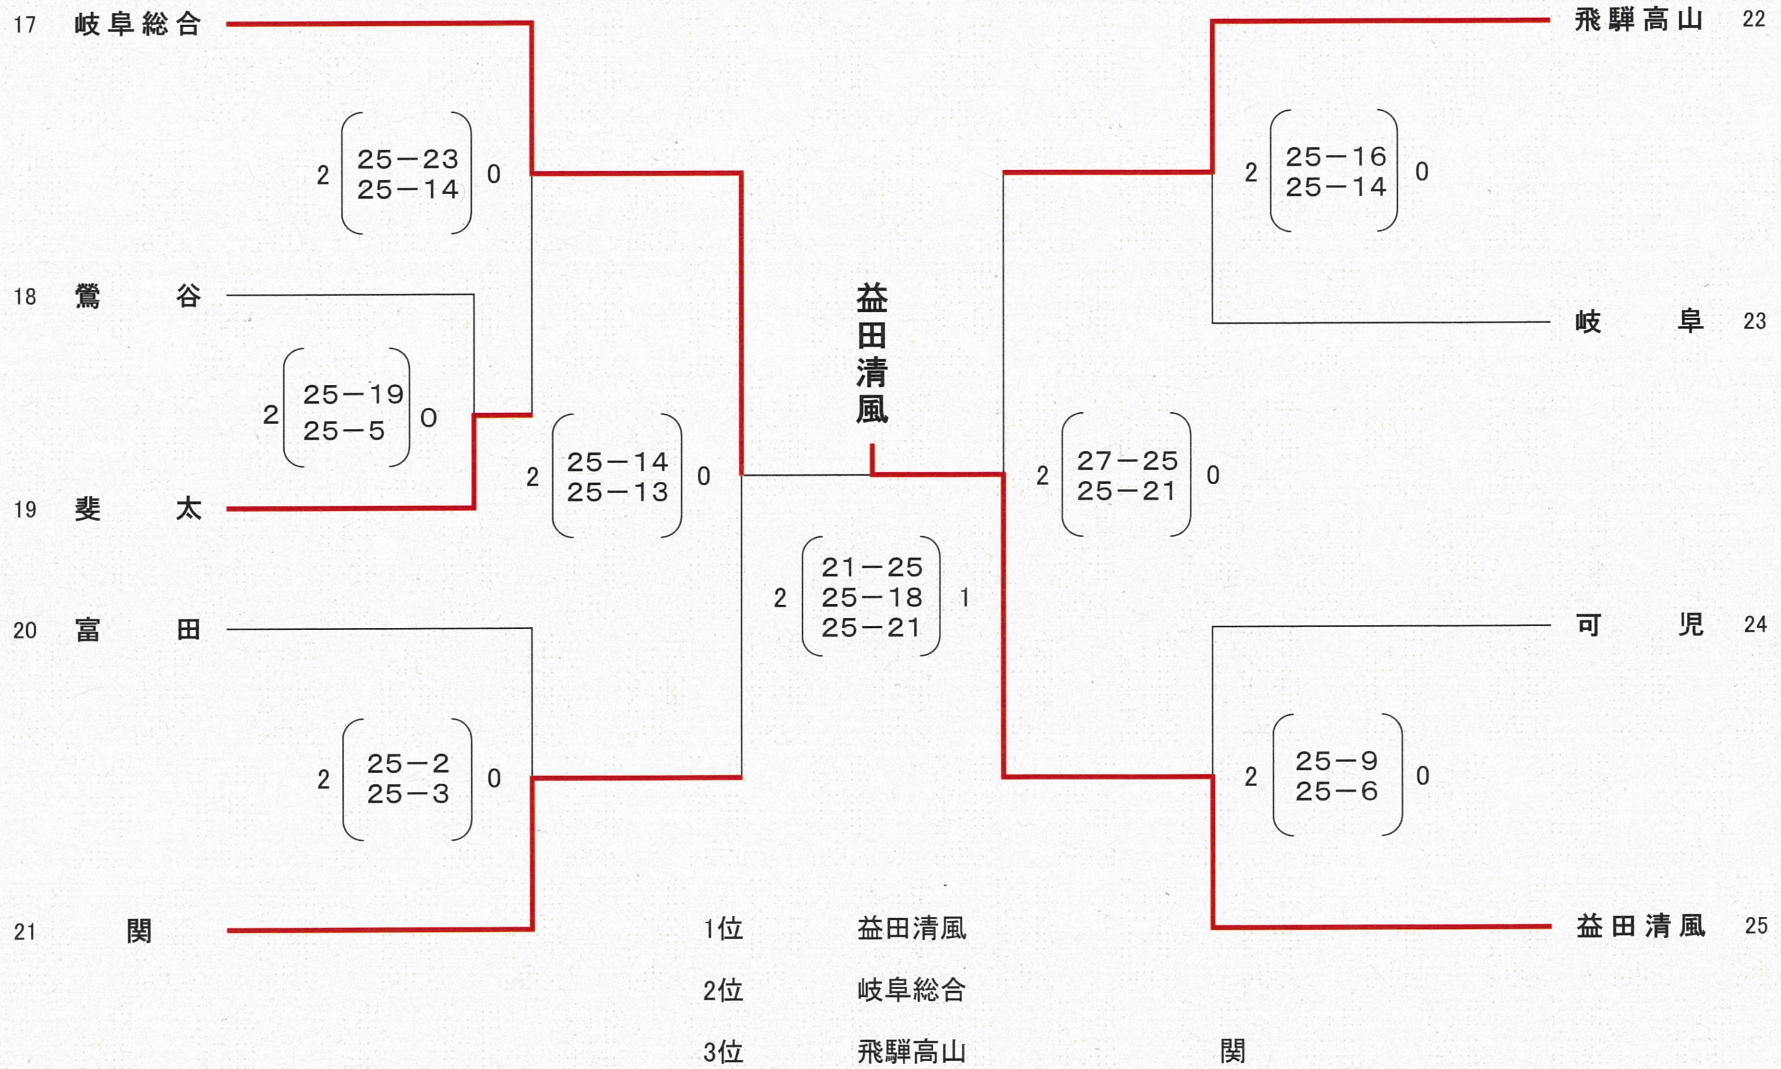 17 岐阜総合
飛騨高山 22
2 25－23 0
25－14
2 25－16 0
25－14
18 鶯谷
益田清風
岐阜 23
2 25－19 0
25－5
2 25－14 0
25－13
2 27－25 0
25－21
19 斐太
2 21－25 1
25－18
25－21
20 富田
可児 24
2 25－2 0
25－3
2 25－9 0
25－6
21 関
益田清風 25
1位 益田清風
2位 岐阜総合
3位 飛騨高山 関